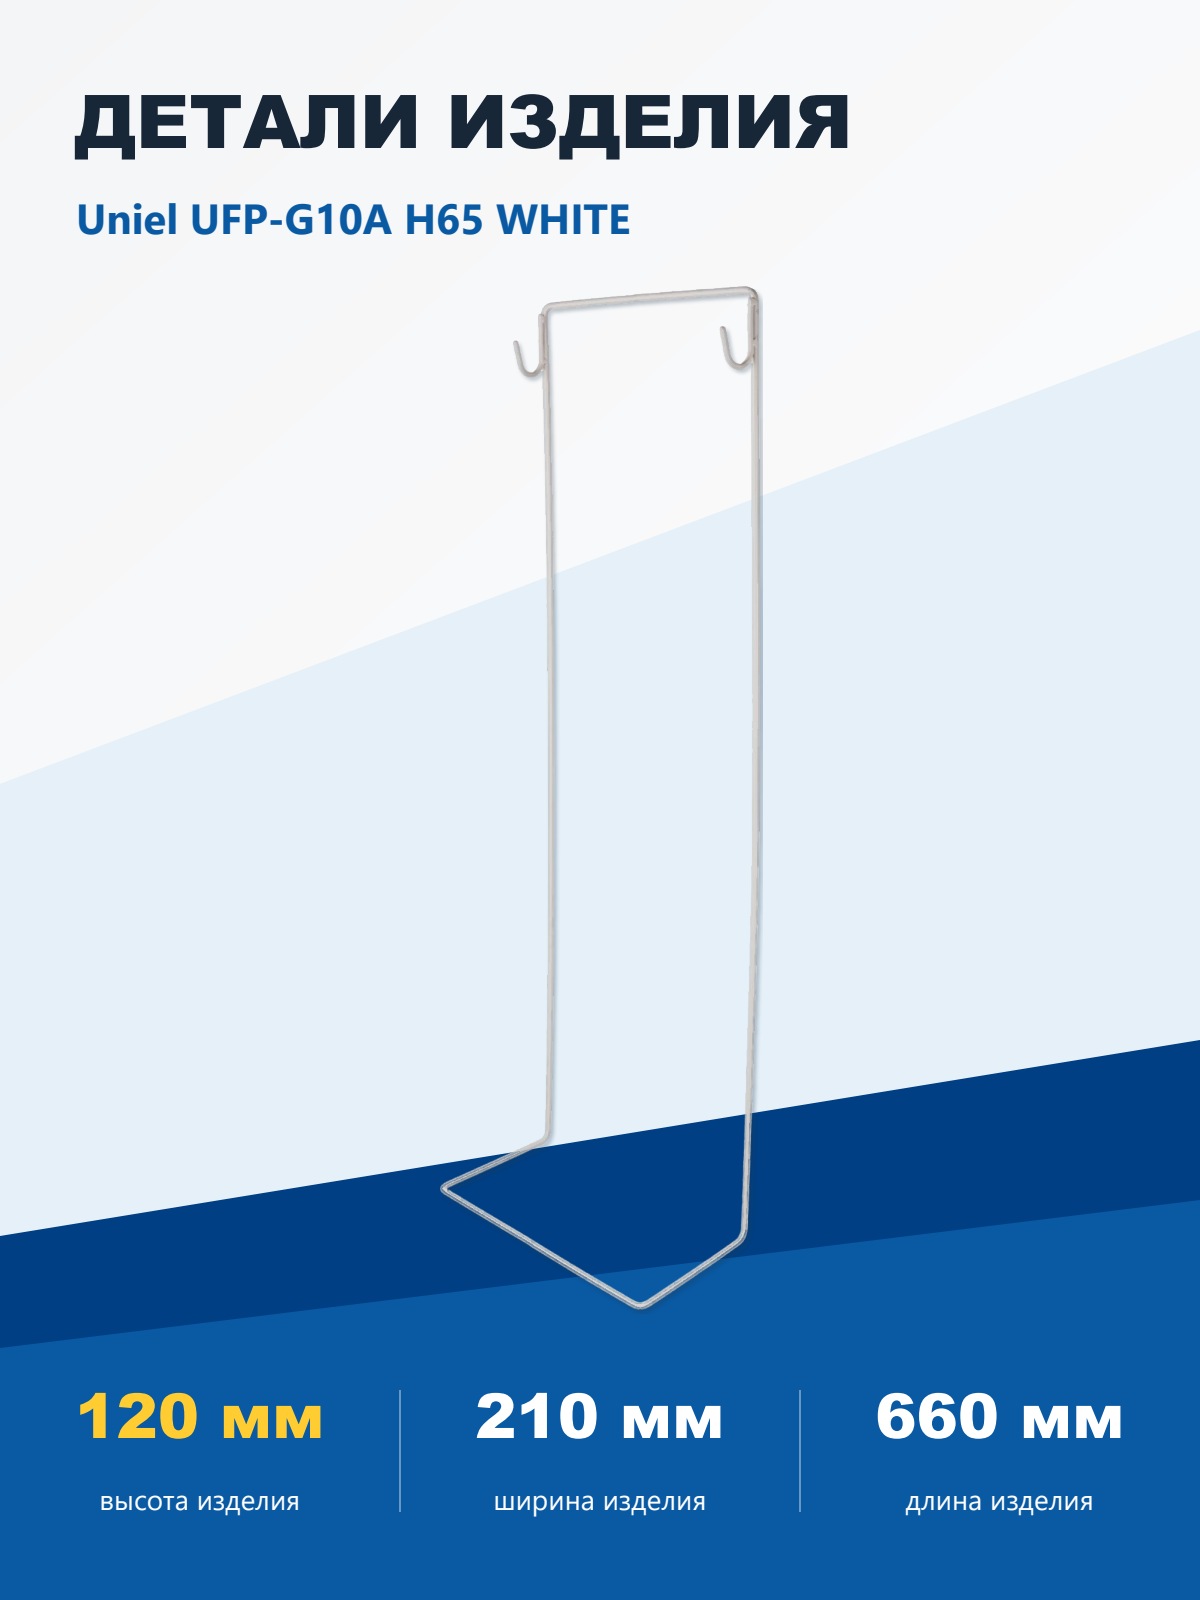 ДЕТАЛИ ИЗДЕЛИЯ
Uniel UFP-G10A H65 WHITE
120 мм
210 мм
660 мм
высота изделия
ширина изделия
длина изделия